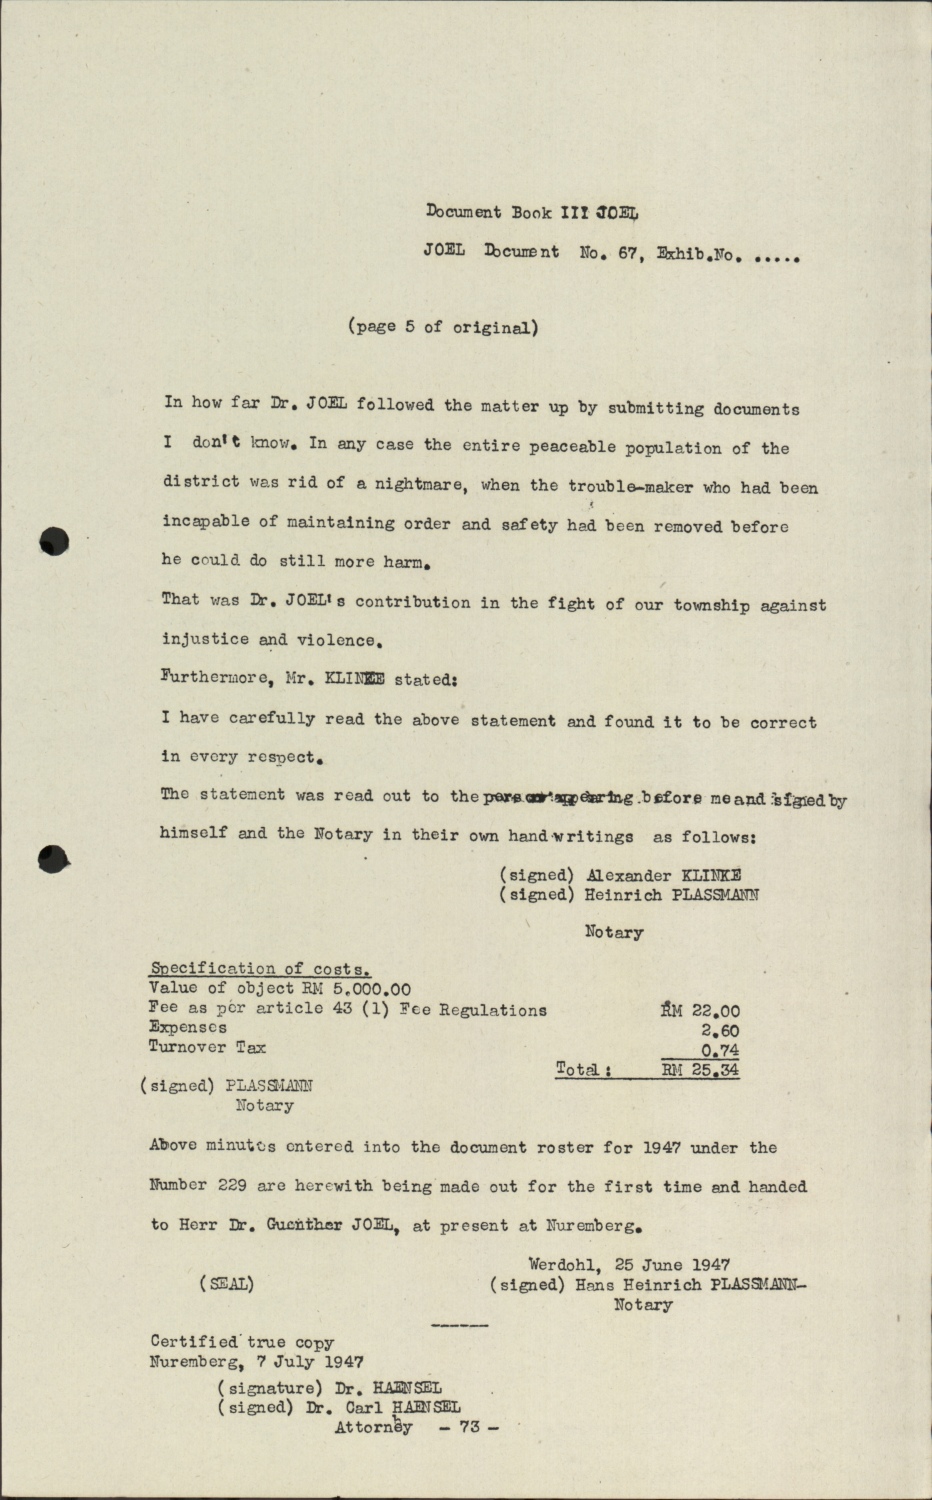 Document Book III JOEL
JOEL Document No. 67, Exhib.No. .....
(page 5 of original)
In how far Dr. JOEL followed the matter up by submitting documents
I don't know. In any case the entire peaceable population of the
district was rid of a nightmare, when the trouble-maker who had been
incapable of maintaining order and safety had been removed before
he could do still more harm.
That was Dr. JOEL's contribution in the fight of our township against
injustice and violence.
Furthermore, Mr. KLINKE stated:
I have carefully read the above statement and found it to be correct
in every respect.
The statement was read out to the person appearing before me and signed by
himself and the Notary in their own handwritings as follows:
(signed) Alexander KLINKE
(signed) Heinrich PLASSMANN
Notary
Specification of costs.
Value of object RM 5,000.00
Fee as per article 43 (1) Fee Regulations RM 22.00
Expenses 2.60
Turnover Tax 0.74
Total: RM 25.34
(signed) PLASSMANN
Notary
Above minutes entered into the document roster for 1947 under the
Number 229 are herewith being made out for the first time and handed
to Herr Dr. Guenther JOEL, at present at Nuremberg.
Werdohl, 25 June 1947
(SEAL) (signed) Hans Heinrich PLASSMANN-
Notary
------
Certified true copy
Nuremberg, 7 July 1947
(signature) Dr. HAENSEL
(signed) Dr. Carl HAENSEL
Attorney - 73 -